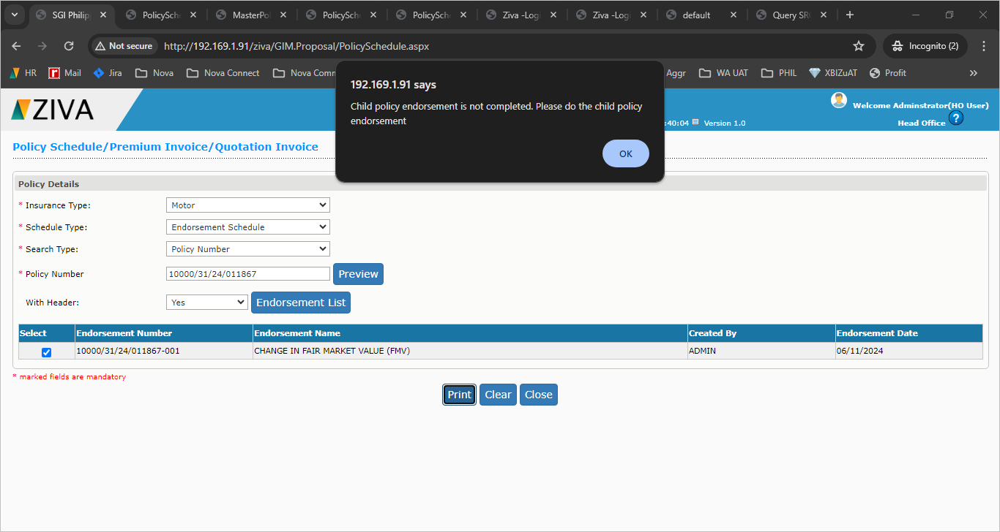 SGI Philipp
PolicySche
MasterPol
PolicySche
PolicySche
Ziva -Logi
Ziva -Logi
default
Query SRC
Not secure
http://192.169.1.91/ziva/GIM.Proposal/PolicySchedule.aspx
Incognito (2)
HR
Mail
Jira
Nova
Nova Connect
Nova Comm
Aggr
WA UAT
PHIL
XBIZuAT
Profit
192.169.1.91 says
Child policy endorsement is not completed. Please do the child policy
endorsement
OK
ZIVA
Welcome Adminstrator(HO User)
:40:04 Version 1.0
Head Office
?
Policy Schedule/Premium Invoice/Quotation Invoice
Policy Details
* Insurance Type: Motor
* Schedule Type: Endorsement Schedule
* Search Type: Policy Number
* Policy Number 10000/31/24/011867 Preview
With Header: Yes Endorsement List
Select Endorsement Number Endorsement Name Created By Endorsement Date
10000/31/24/011867-001 CHANGE IN FAIR MARKET VALUE (FMV) ADMIN 06/11/2024
* marked fields are mandatory
Print Clear Close